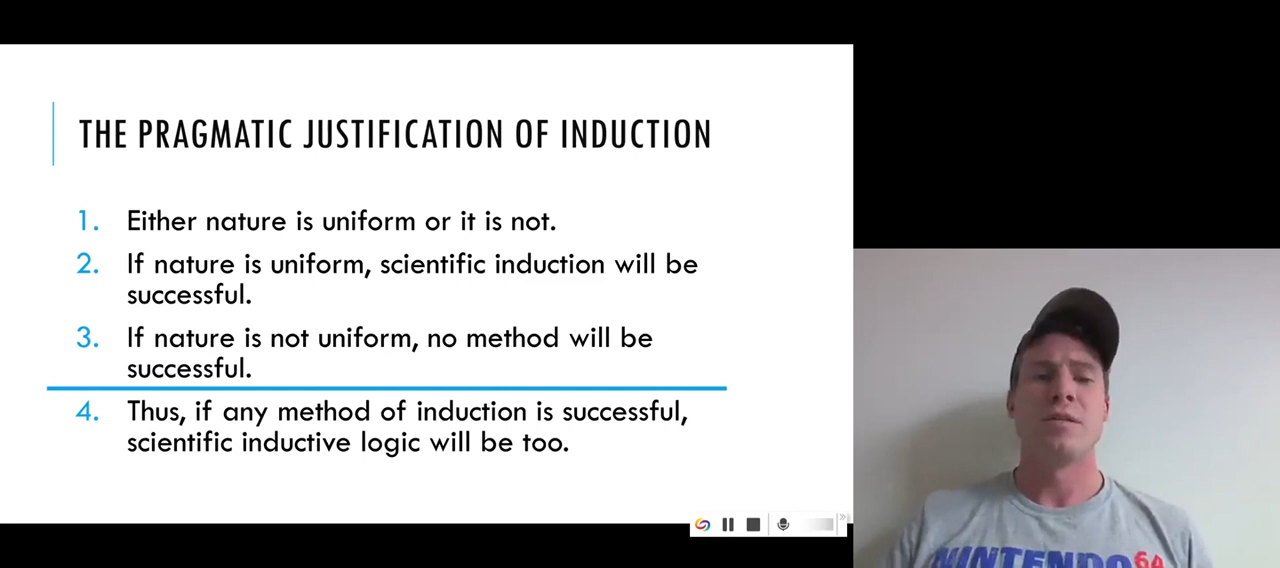 THE PRAGMATIC JUSTIFICATION OF INDUCTION
1. Either nature is uniform or it is not.
2. If nature is uniform, scientific induction will be
successful.
3. If nature is not uniform, no method will be
successful.
4. Thus, if any method of induction is successful,
scientific inductive logic will be too.
NINTENDO 64